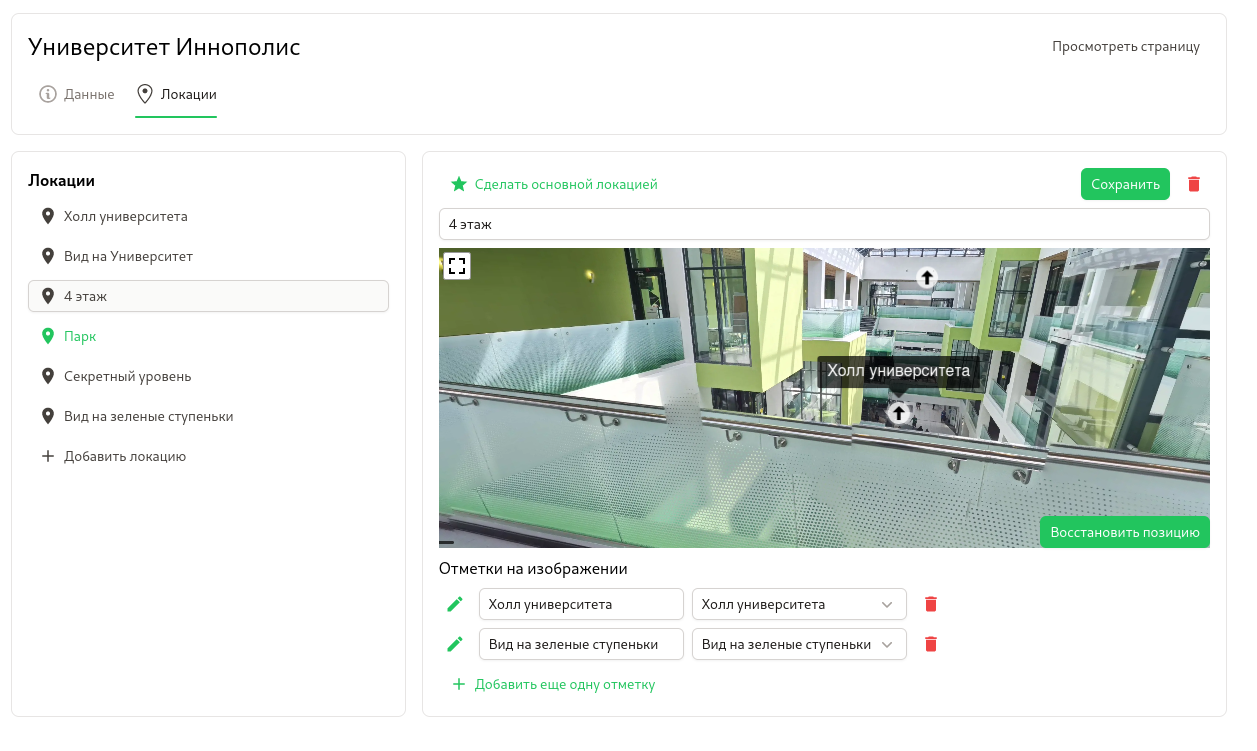 Университет Иннополис
Просмотреть страницу
Данные
Локации
Локации
Холл университета
Вид на Университет
4 этаж
Парк
Секретный уровень
Вид на зеленые ступеньки
Добавить локацию
Сделать основной локацией
Сохранить
4 этаж
Холл университета
Восстановить позицию
Отметки на изображении
Холл университета
Холл университета
Вид на зеленые ступеньки
Вид на зеленые ступеньки
Добавить еще одну отметку